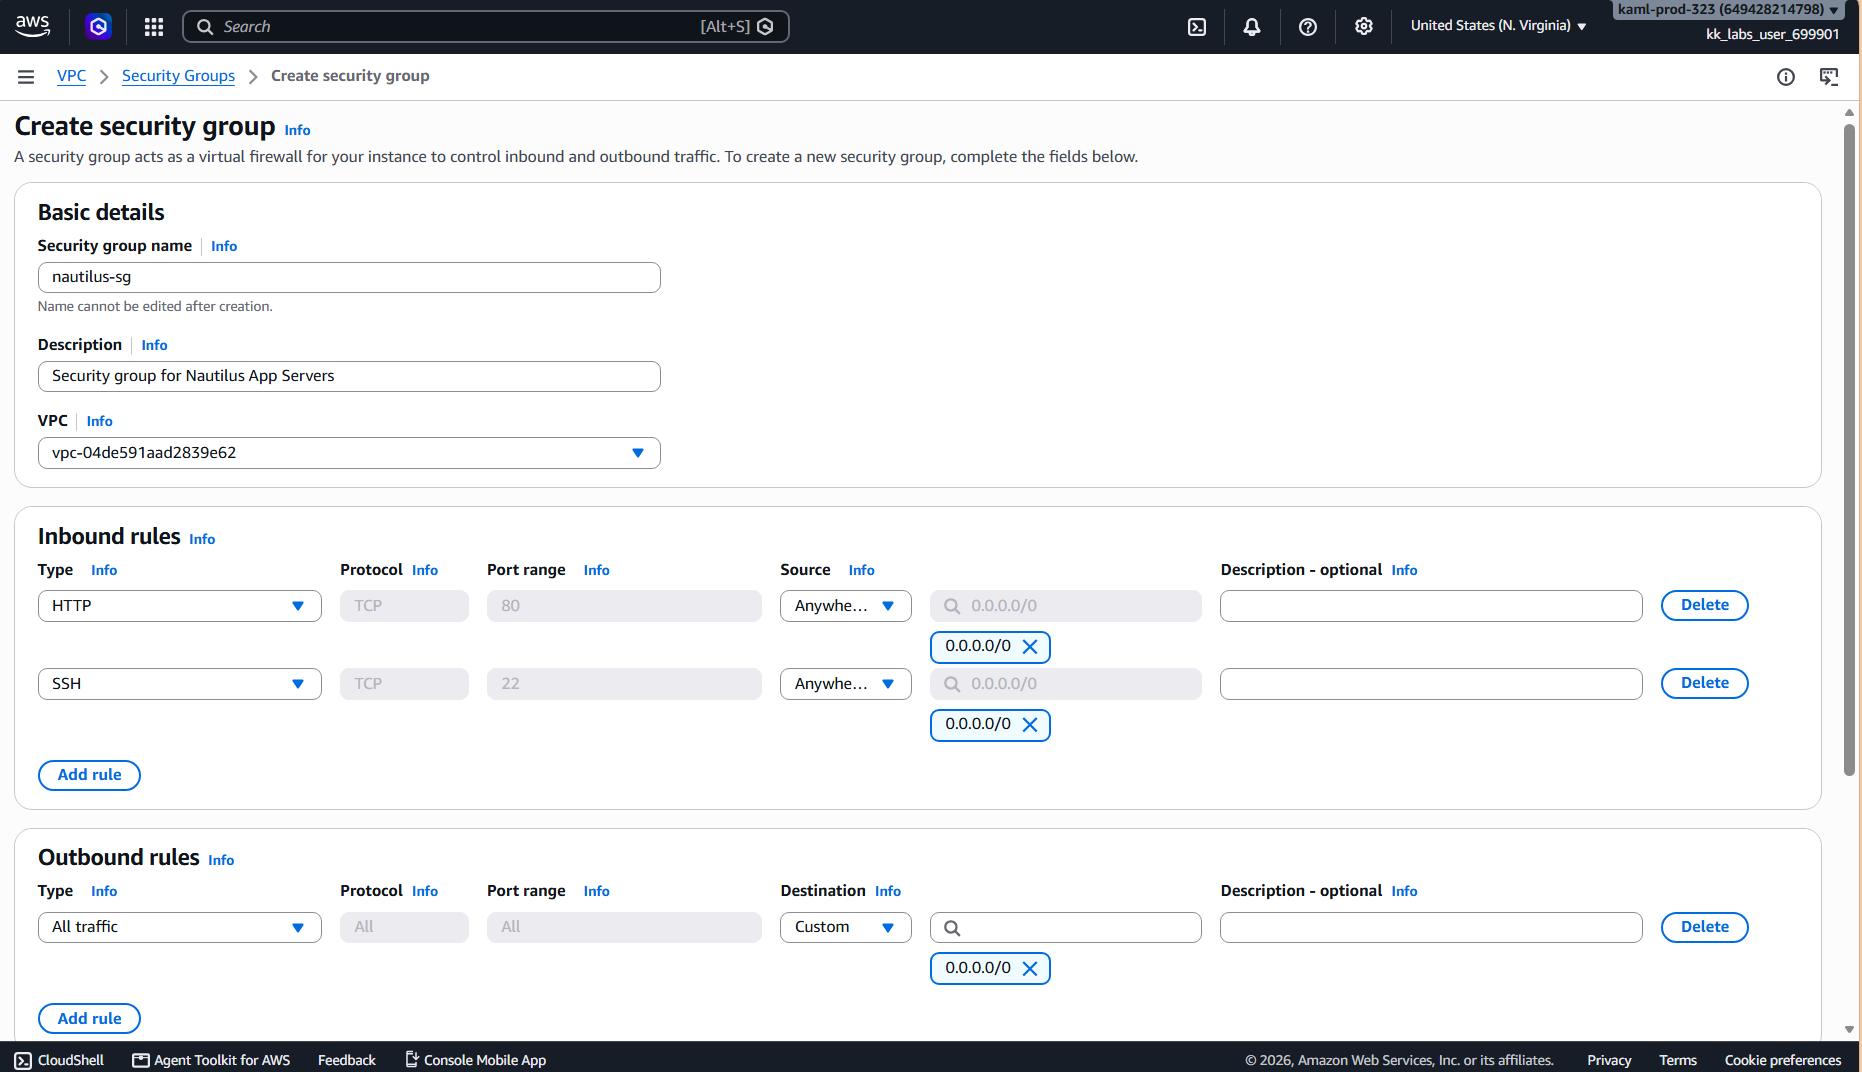 aws
Search [Alt+S]
United States (N. Virginia)
kaml-prod-323 (649428214798)
kk_labs_user_699901
VPC
Security Groups
Create security group
Create security group Info
A security group acts as a virtual firewall for your instance to control inbound and outbound traffic. To create a new security group, complete the fields below.
Basic details
Security group name Info
nautilus-sg
Name cannot be edited after creation.
Description Info
Security group for Nautilus App Servers
VPC Info
vpc-04de591aad2839e62
Inbound rules Info
Type Info Protocol Info Port range Info Source Info Description - optional Info
HTTP TCP 80 Anywhe... 0.0.0.0/0 Delete
0.0.0.0/0
SSH TCP 22 Anywhe... 0.0.0.0/0 Delete
0.0.0.0/0
Add rule
Outbound rules Info
Type Info Protocol Info Port range Info Destination Info Description - optional Info
All traffic All All Custom Delete
0.0.0.0/0
Add rule
CloudShell Agent Toolkit for AWS Feedback Console Mobile App © 2026, Amazon Web Services, Inc. or its affiliates. Privacy Terms Cookie preferences